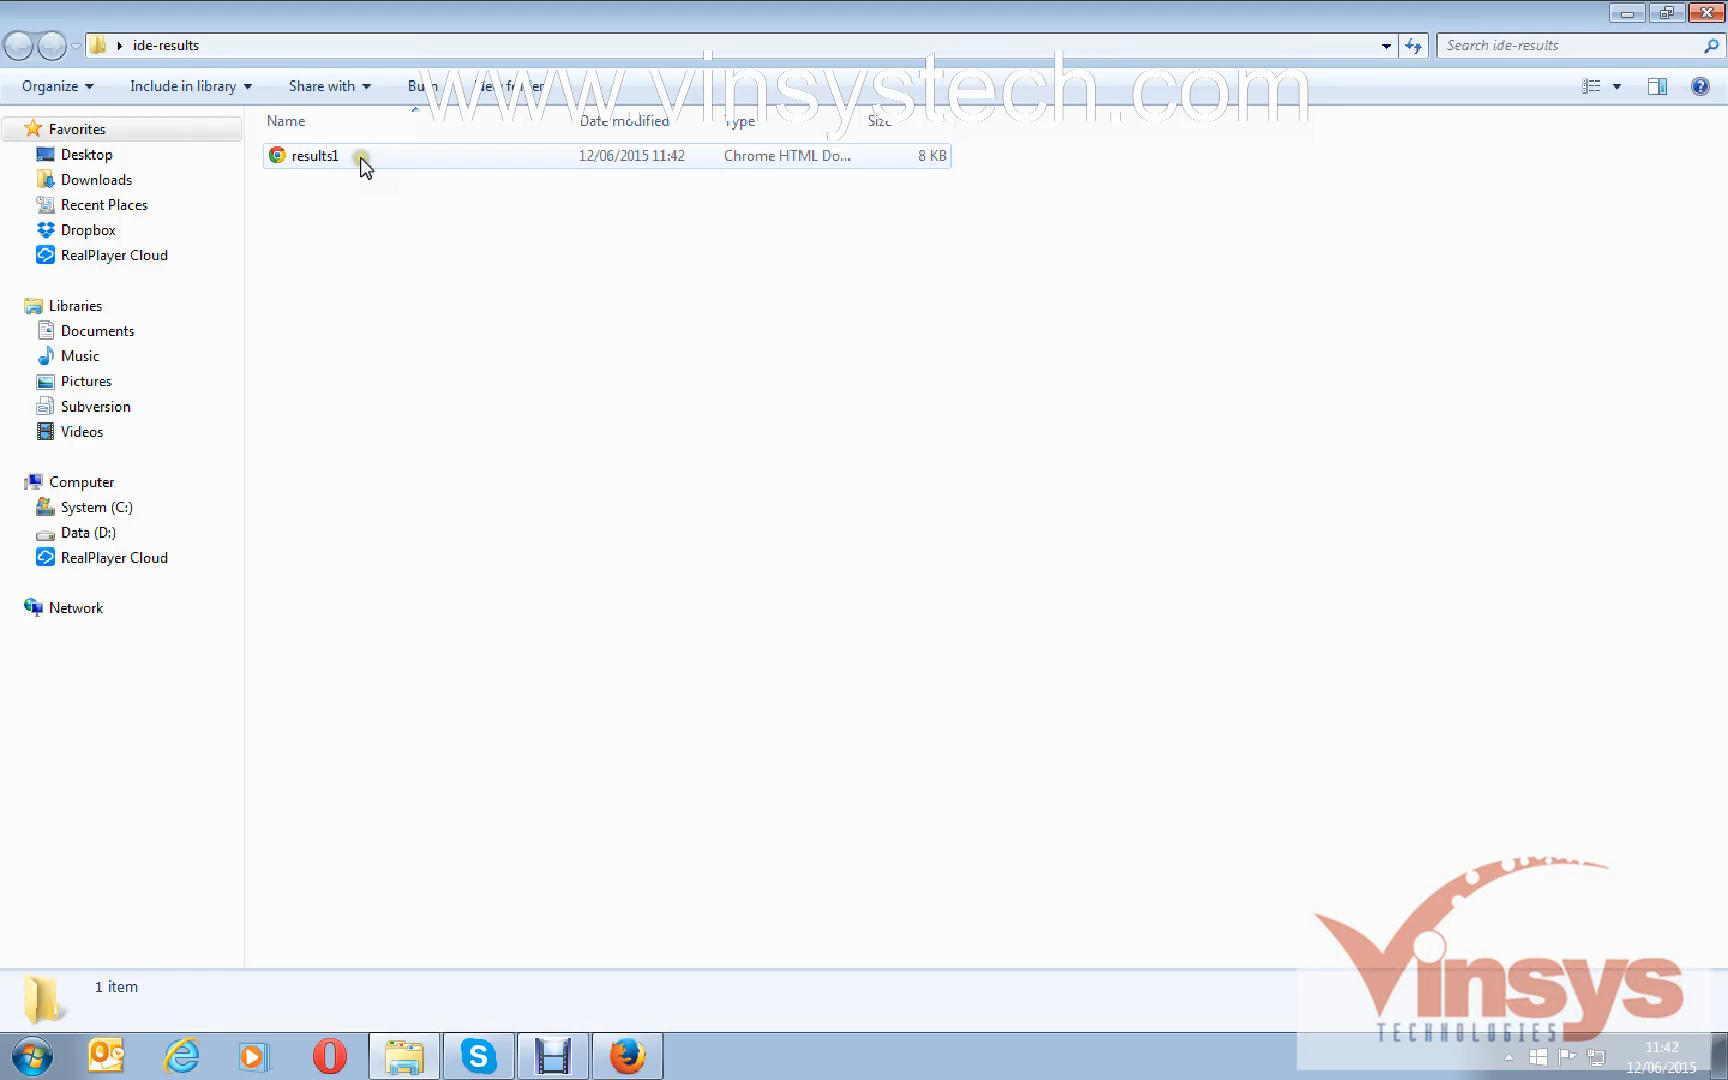 ide-results
Search ide-results
Organize
Include in library
Share with
Burn
New folder
www.vinsystech.com
Name
Date modified
Type
Size
results1
12/06/2015 11:42
Chrome HTML Do...
8 KB
Favorites
Desktop
Downloads
Recent Places
Dropbox
RealPlayer Cloud
Libraries
Documents
Music
Pictures
Subversion
Videos
Computer
System (C:)
Data (D:)
RealPlayer Cloud
Network
1 item
Vinsys
TECHNOLOGIES
11:42
12/06/2015